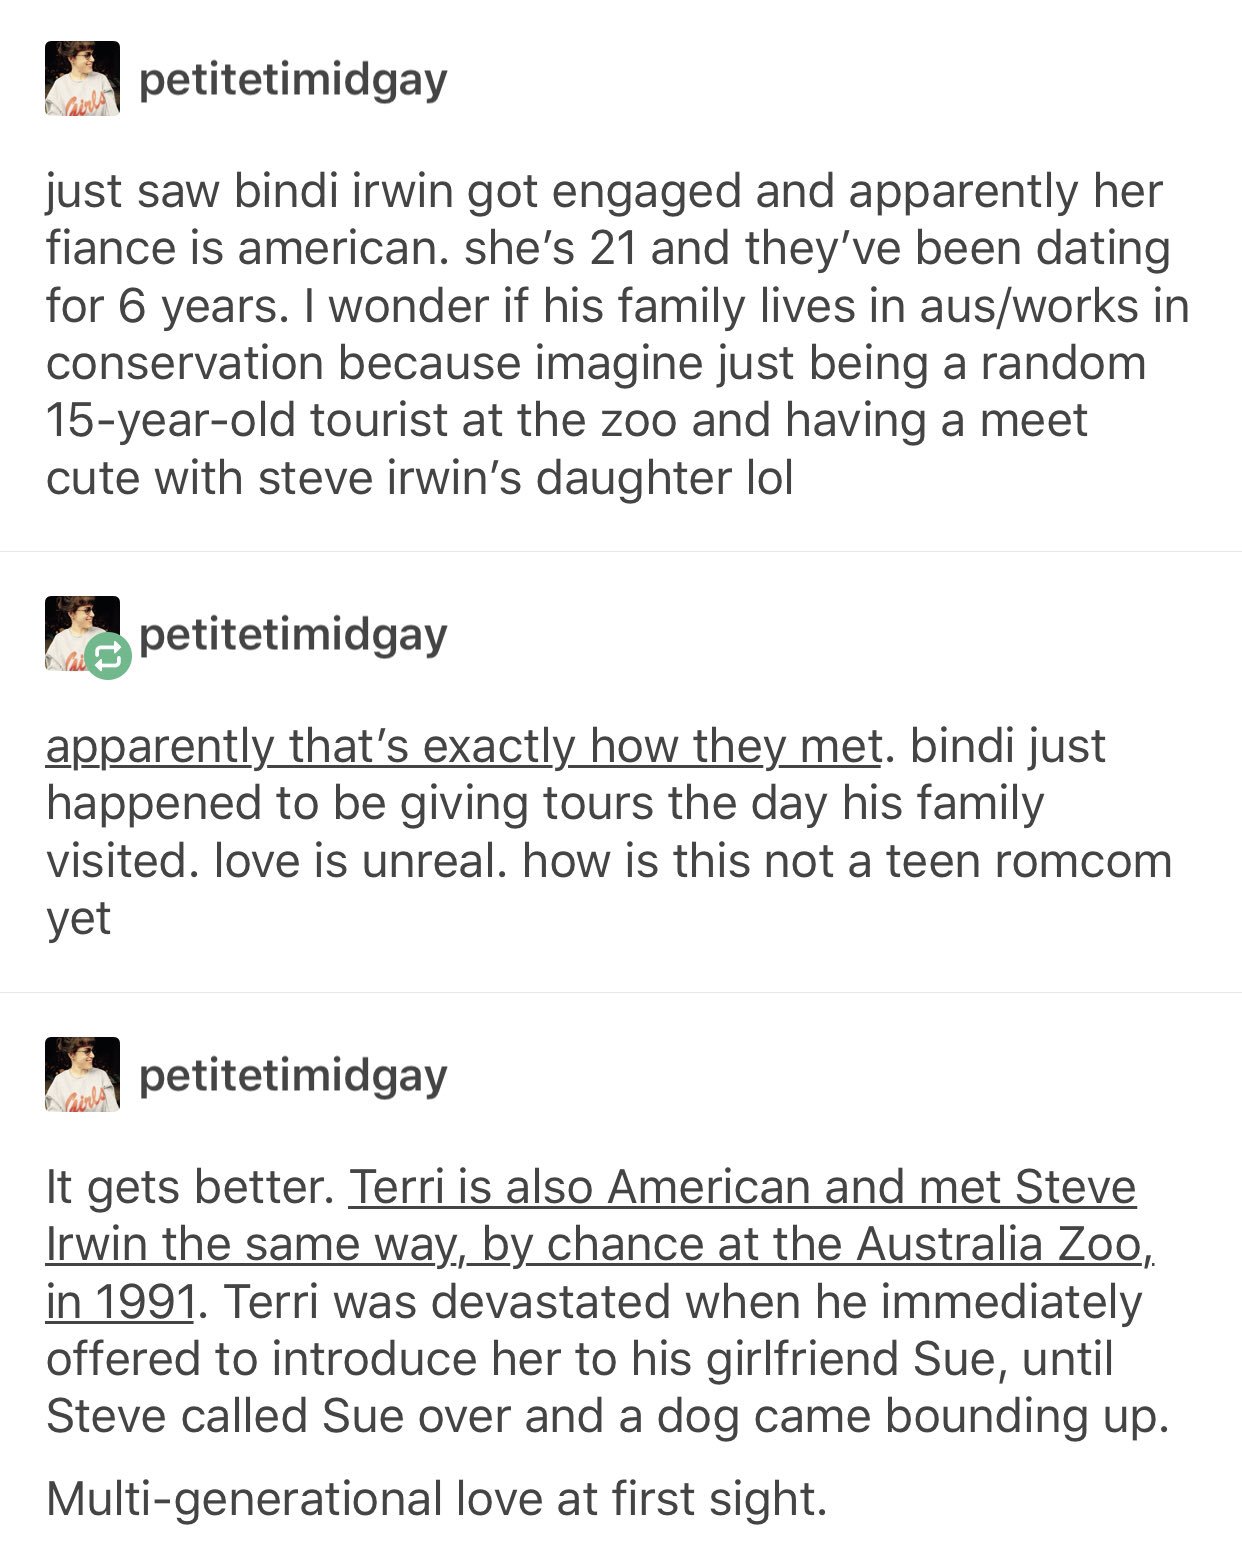 petitetimidgay
just saw bindi irwin got engaged and apparently her
fiance is american. she’s 21 and they’ve been dating
for 6 years. I wonder if his family lives in aus/works in
conservation because imagine just being a random
15-year-old tourist at the zoo and having a meet
cute with steve irwin’s daughter lol
petitetimidgay
apparently that’s exactly how they met. bindi just
happened to be giving tours the day his family
visited. love is unreal. how is this not a teen romcom
yet
petitetimidgay
It gets better. Terri is also American and met Steve
Irwin the same way, by chance at the Australia Zoo,
in 1991. Terri was devastated when he immediately
offered to introduce her to his girlfriend Sue, until
Steve called Sue over and a dog came bounding up.
Multi-generational love at first sight.